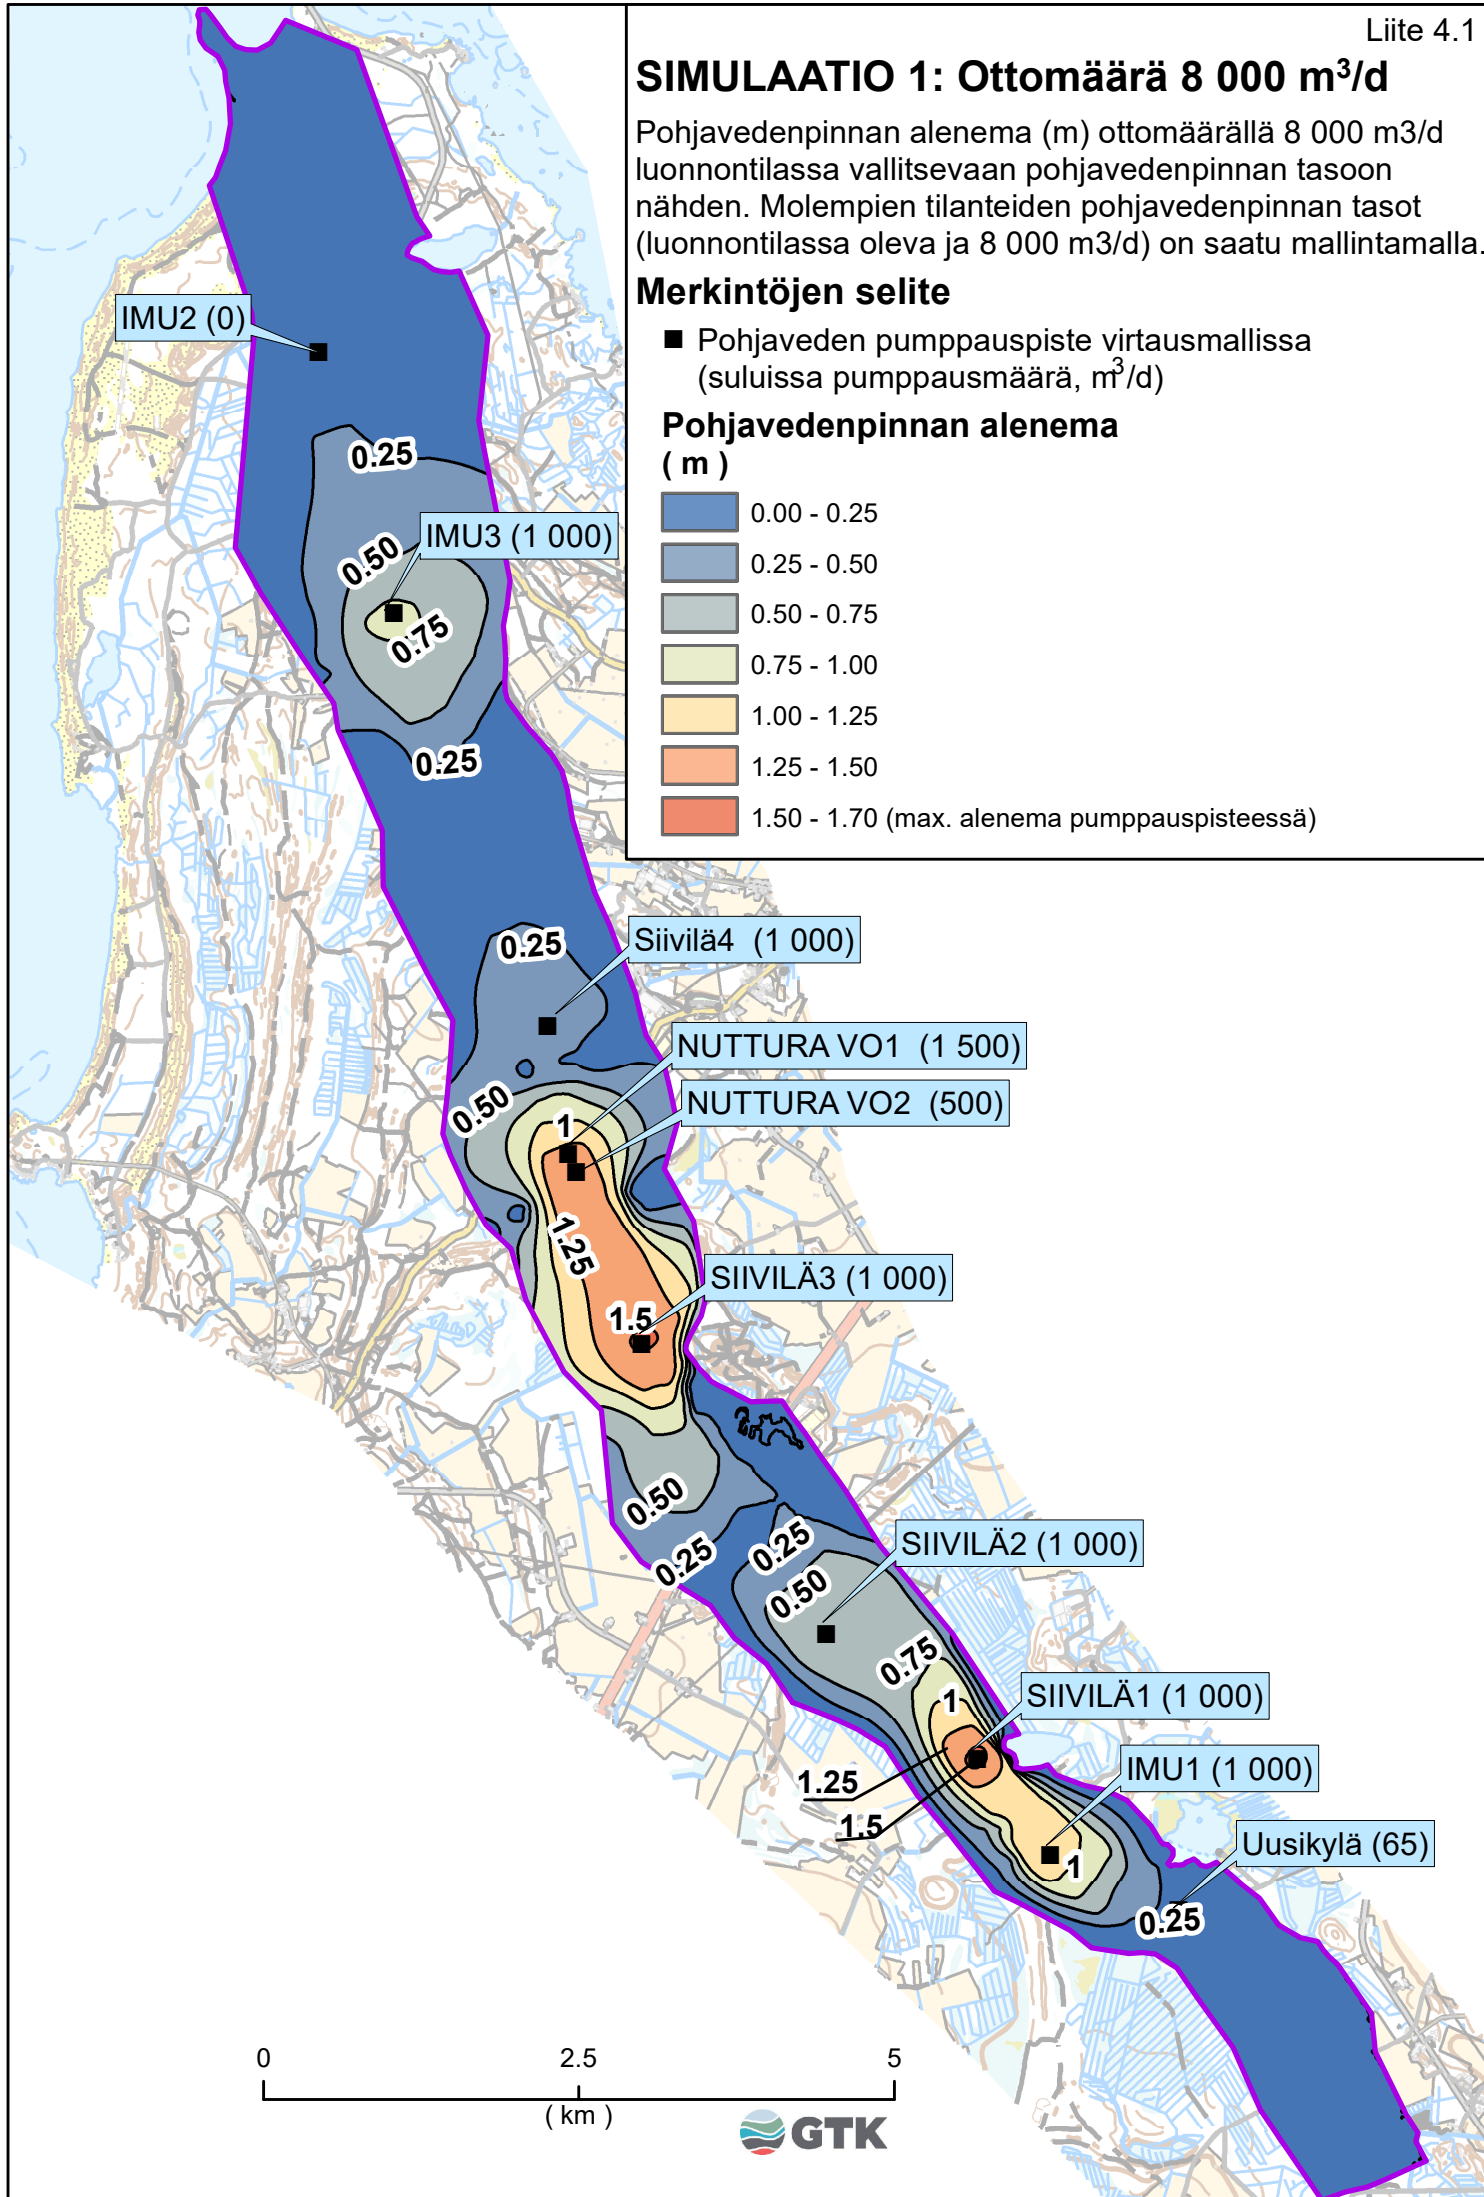 Liite 4.1
SIMULAATIO 1: Ottomäärä 8 000 m³/d
Pohjavedenpinnan alenema (m) ottomäärällä 8 000 m3/d
luonnontilassa vallitsevaan pohjavedenpinnan tasoon
nähden. Molempien tilanteiden pohjavedenpinnan tasot
(luonnontilassa oleva ja 8 000 m3/d) on saatu mallintamalla.
Merkintöjen selite
Pohjaveden pumppauspiste virtausmallissa
(suluissa pumppausmäärä, m³/d)
Pohjavedenpinnan alenema
( m )
0.00 - 0.25
0.25 - 0.50
0.50 - 0.75
0.75 - 1.00
1.00 - 1.25
1.25 - 1.50
1.50 - 1.70 (max. alenema pumppauspisteessä)
IMU2 (0)
0.25
IMU3 (1 000)
0.50
0.75
0.25
Siivilä4 (1 000)
0.25
NUTTURA VO1 (1 500)
NUTTURA VO2 (500)
0.50
1
1.25
SIIVILÄ3 (1 000)
1.5
0.50
0.25
0.25
SIIVILÄ2 (1 000)
0.50
0.75
SIIVILÄ1 (1 000)
1
IMU1 (1 000)
1.25
1.5
Uusikylä (65)
1
0.25
0
2.5
5
( km )
GTK